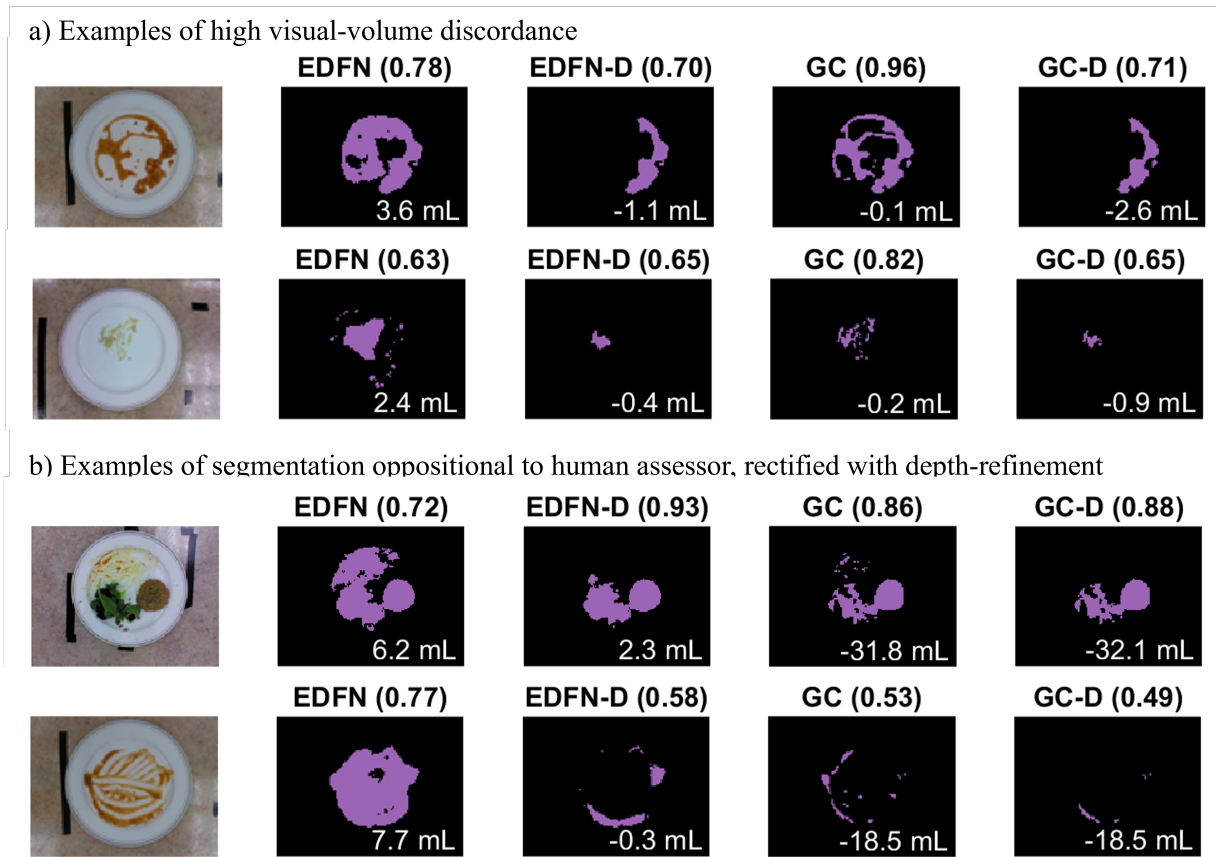 a) Examples of high visual-volume discordance
EDFN (0.78) EDFN-D (0.70) GC (0.96) GC-D (0.71)
3.6 mL -1.1 mL -0.1 mL -2.6 mL
EDFN (0.63) EDFN-D (0.65) GC (0.82) GC-D (0.65)
2.4 mL -0.4 mL -0.2 mL -0.9 mL
b) Examples of segmentation oppositional to human assessor, rectified with depth-refinement
EDFN (0.72) EDFN-D (0.93) GC (0.86) GC-D (0.88)
6.2 mL 2.3 mL -31.8 mL -32.1 mL
EDFN (0.77) EDFN-D (0.58) GC (0.53) GC-D (0.49)
7.7 mL -0.3 mL -18.5 mL -18.5 mL